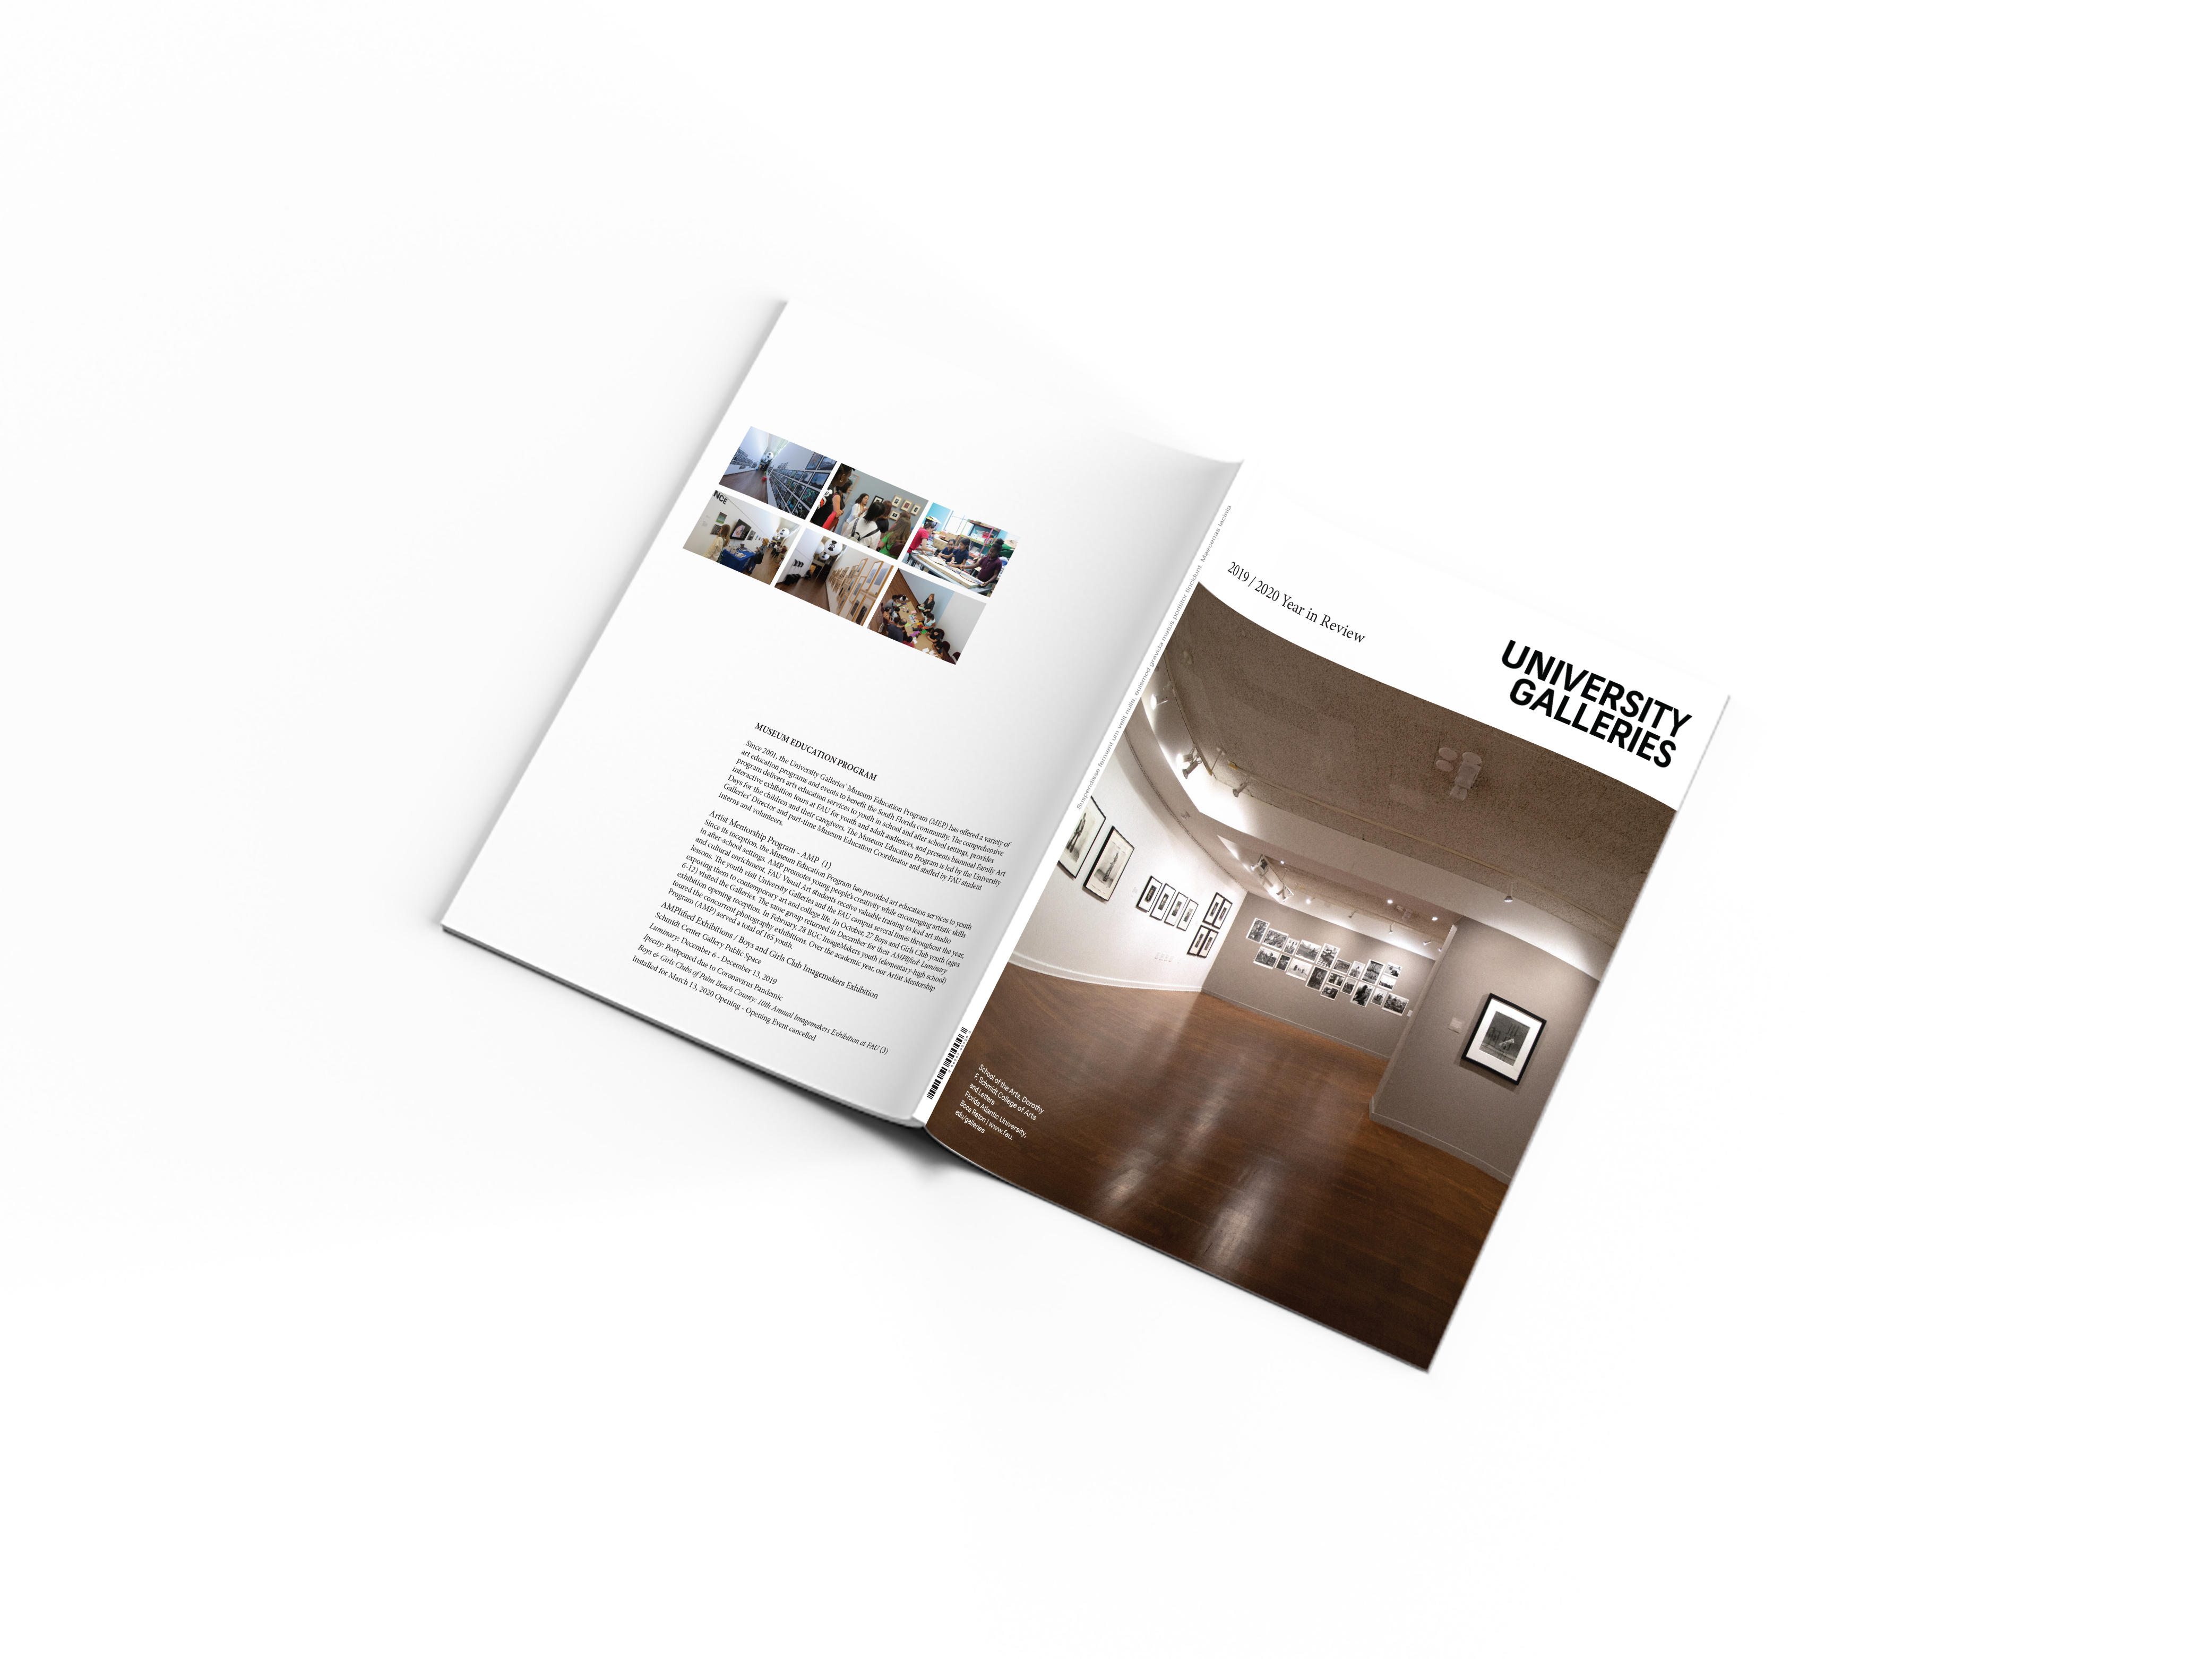 NCE
MUSEUM EDUCATION PROGRAM
Since 2001, the University Galleries' Museum Education Program (MEP) has offered a variety of
art education programs and events to benefit the South Florida community. The comprehensive
program delivers arts education services to youth in school and after school settings, provides
interactive exhibition tours at FAU for youth and adult audiences, and presents biannual Family Art
Days for the children and their caregivers. The Museum Education Program is led by the University
Galleries' Director and part-time Museum Education Coordinator and staffed by FAU student
interns and volunteers.
Artist Mentorship Program - AMP (1)
Since its inception, the Museum Education Program has provided art education services to youth
in after-school settings. AMP promotes young people's creativity while encouraging artistic skills
and cultural enrichment. FAU Visual Art students receive valuable training to lead art studio
lessons. The youth visit University Galleries and the FAU campus several times throughout the year,
exposing them to contemporary art and college life. In October, 27 Boys and Girls Club youth (ages
6-12) visited the Galleries. The same group returned in December for their AMPlified: Luminary
exhibition opening reception. In February, 28 BGC ImageMakers youth (elementary-high school)
toured the concurrent photography exhibitions. Over the academic year, our Artist Mentorship
Program (AMP) served a total of 165 youth.
AMPlified Exhibitions / Boys and Girls Club Imagemakers Exhibition
Schmidt Center Gallery Public Space
Luminary: December 6 - December 13, 2019
Ipseity: Postponed due to Coronavirus Pandemic
Boys & Girls Clubs of Palm Beach County: 10th Annual Imagemakers Exhibition at FAU (3)
Installed for March 13, 2020 Opening - Opening Event cancelled
Suspendisse ferment um velit nulla, euismod gravida metus porttitor tincidunt. Maecenas lacinia
2019 / 2020 Year in Review
UNIVERSITY
GALLERIES
School of the Arts, Dorothy
F. Schmidt College of Arts
and Letters
Florida Atlantic University,
Boca Raton | www.fau.
edu/galleries